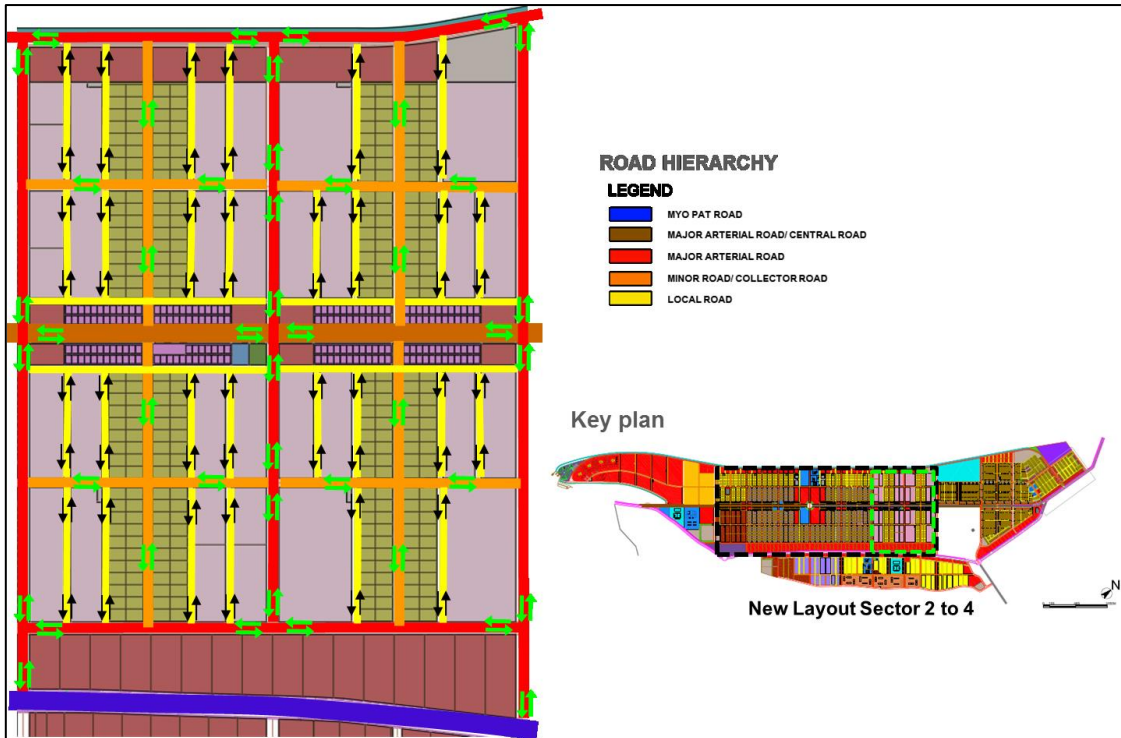 ROAD HIERARCHY
LEGEND
MYO PAT ROAD
MAJOR ARTERIAL ROAD/ CENTRAL ROAD
MAJOR ARTERIAL ROAD
MINOR ROAD/ COLLECTOR ROAD
LOCAL ROAD
Key plan
N
New Layout Sector 2 to 4